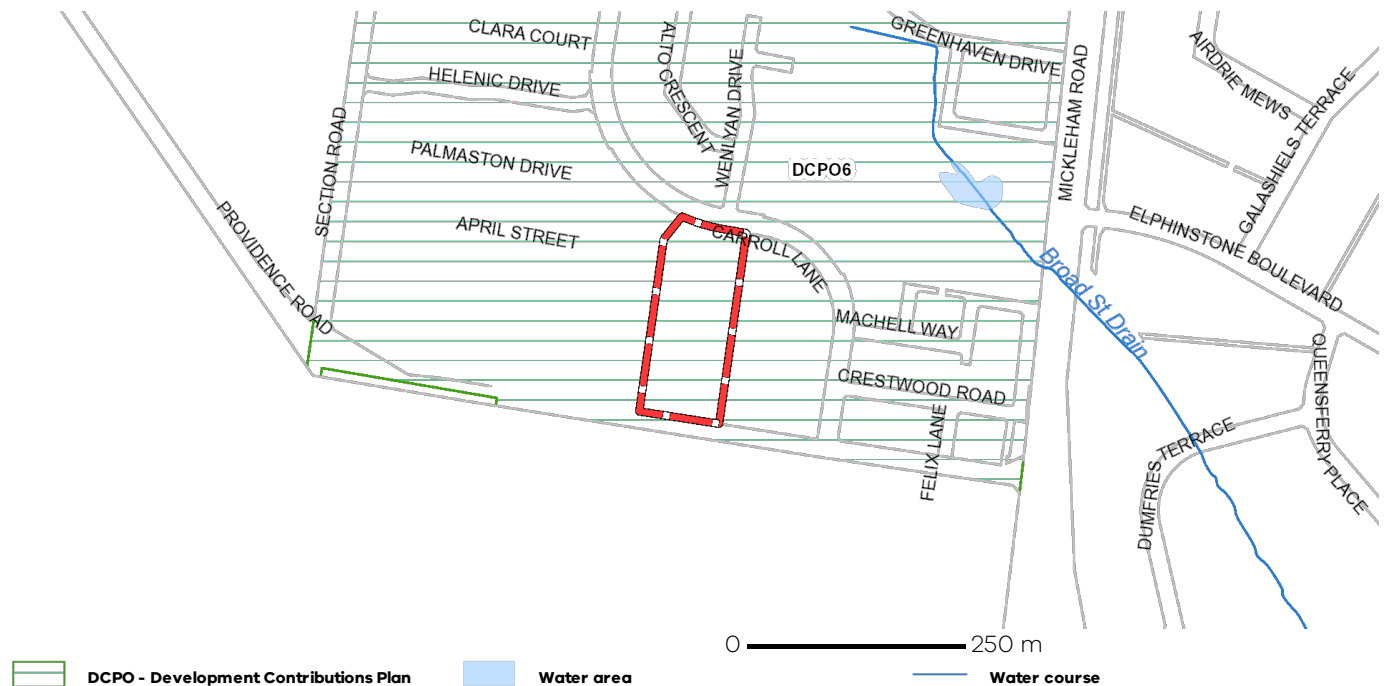 CLARA COURT
ALTO CRESCENT
WENLYAN DRIVE
GREENHAVEN DRIVE
AIRDRIE MEWS
HELENIC DRIVE
MICKLEHAM ROAD
GALASHIELS TERRACE
SECTION ROAD
PALMASTON DRIVE
DCPO6
PROVIDENCE ROAD
APRIL STREET
CARROLL LANE
ELPHINSTONE BOULEVARD
Broad St Drain
MACHELL WAY
CRESTWOOD ROAD
FELIX LANE
QUEENSFERRY PLACE
DUMFRIES TERRACE
0 250 m
DCPO - Development Contributions Plan
Water area
Water course